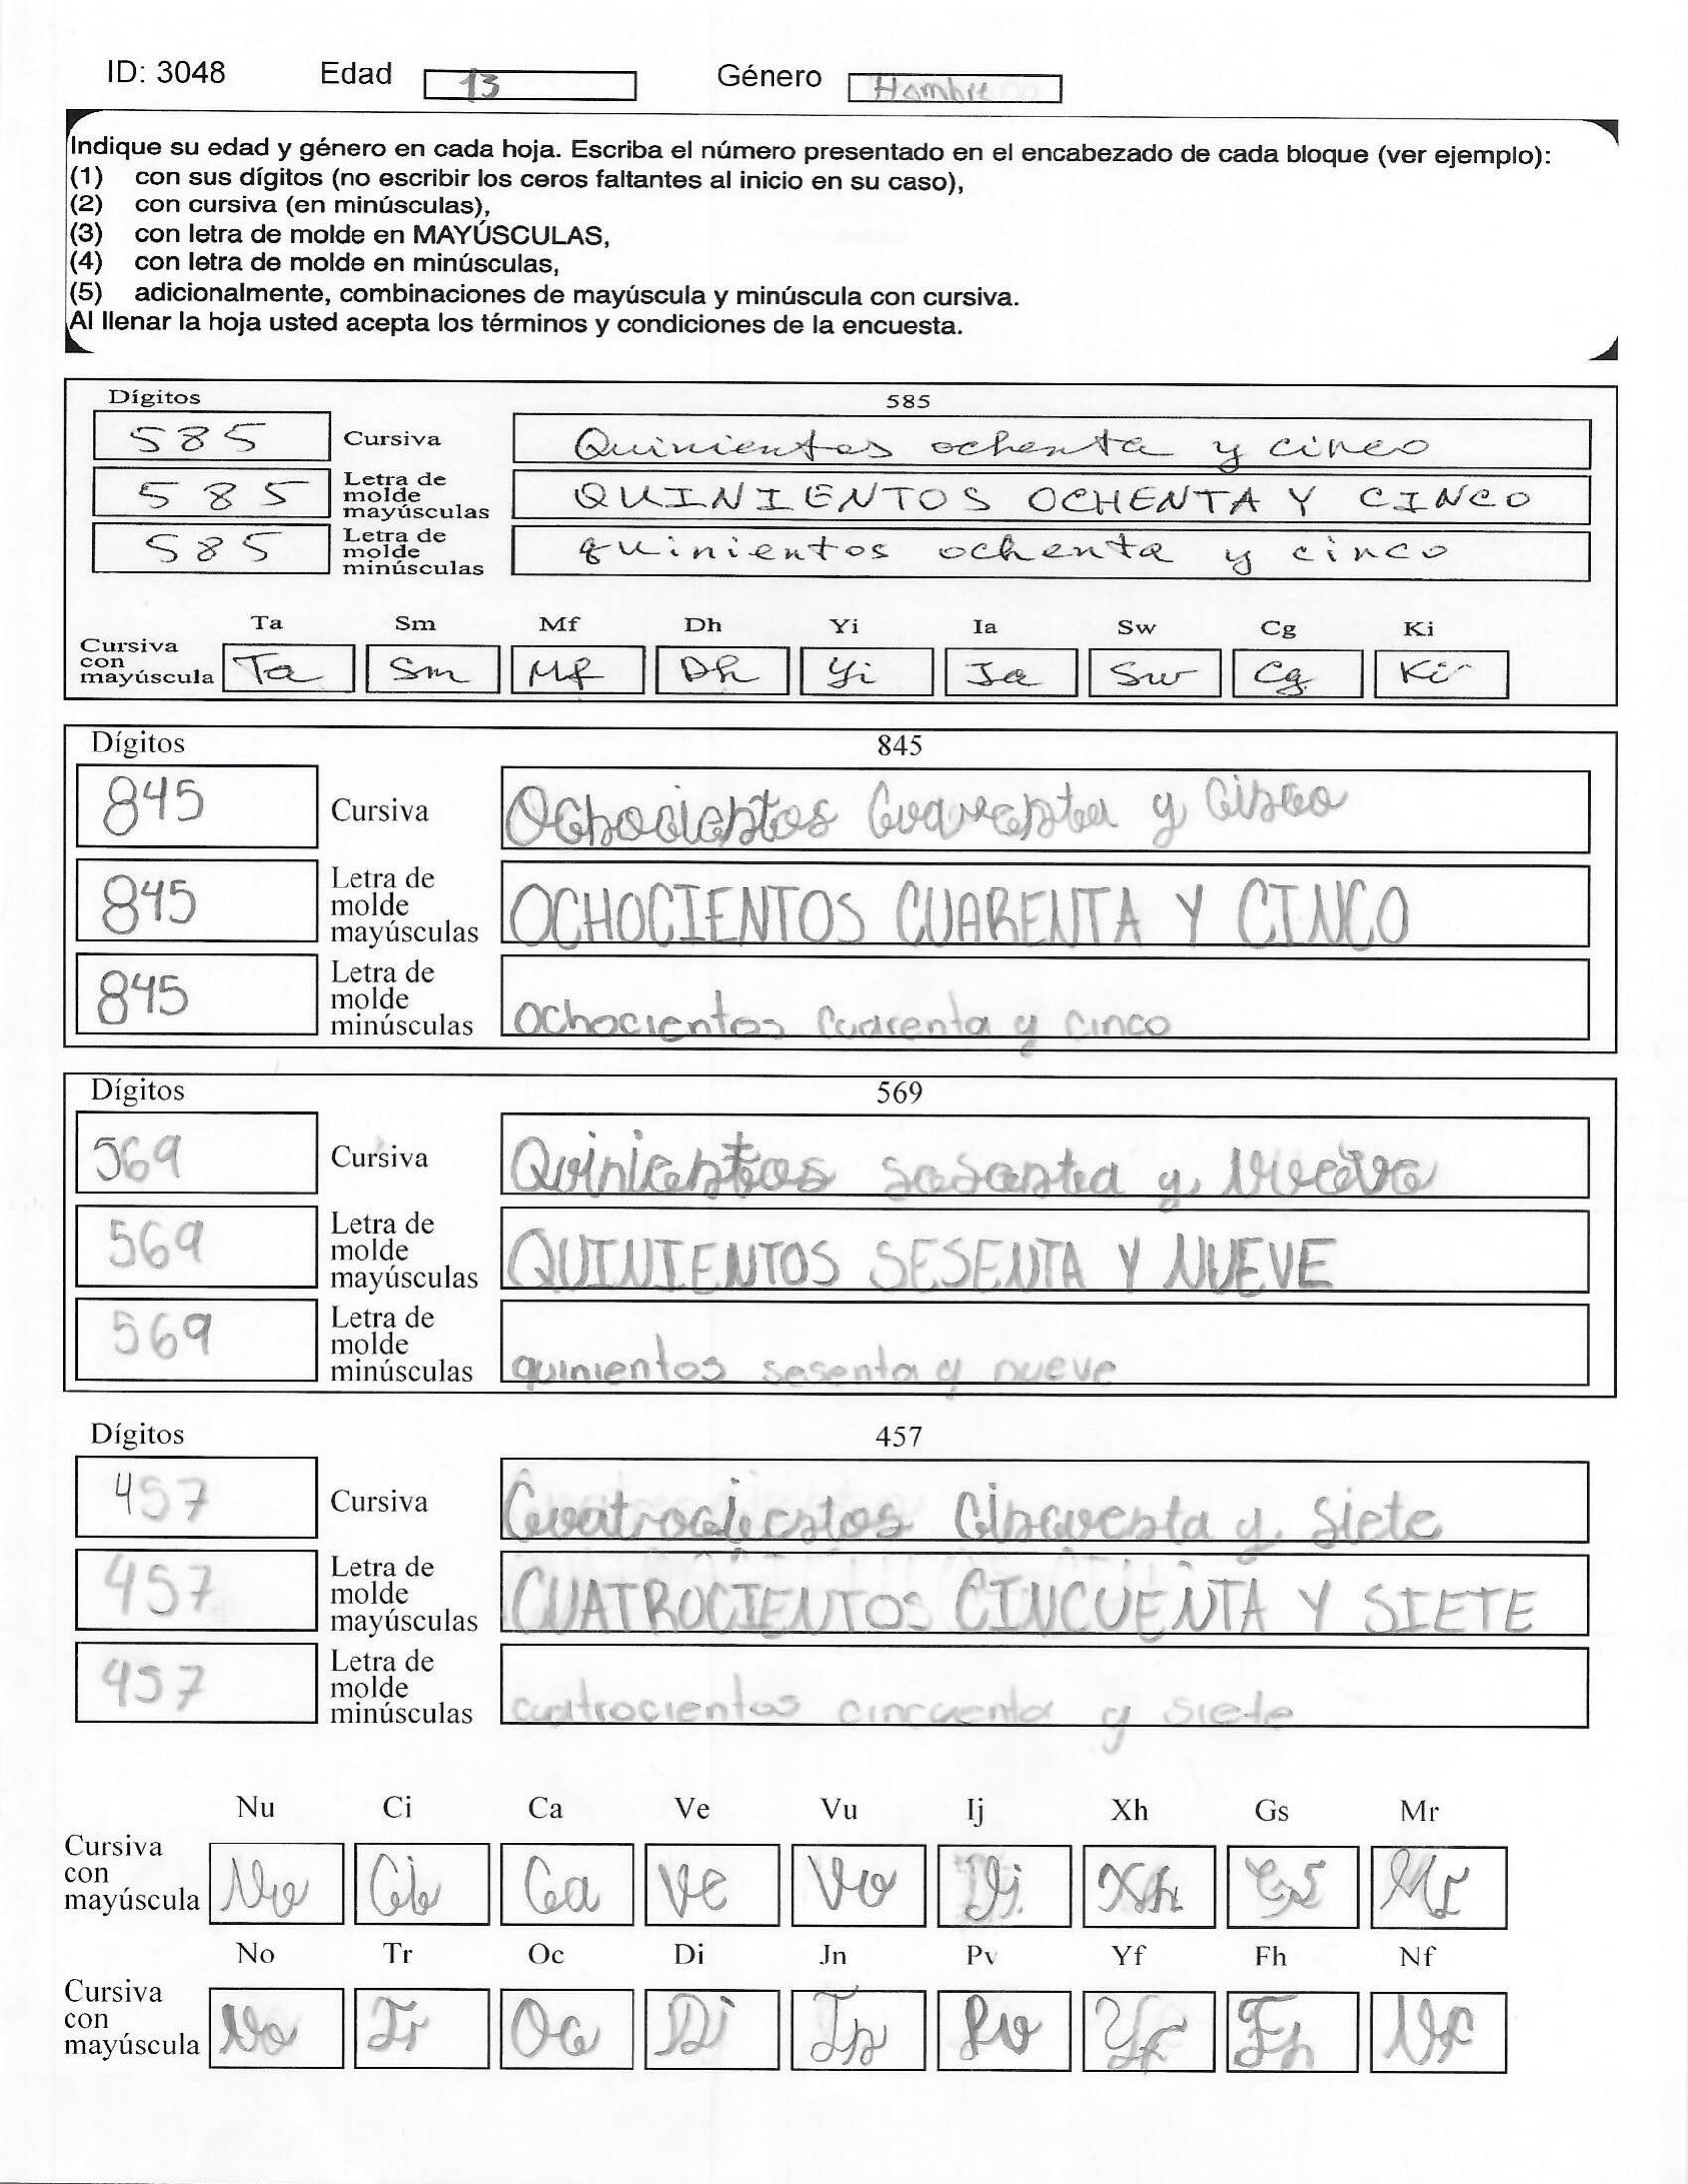 ID: 3048 Edad 13 Género Hombre
Indique su edad y género en cada hoja. Escriba el número presentado en el encabezado de cada bloque (ver ejemplo):
(1) con sus dígitos (no escribir los ceros faltantes al inicio en su caso),
(2) con cursiva (en minúsculas),
(3) con letra de molde en MAYÚSCULAS,
(4) con letra de molde en minúsculas,
(5) adicionalmente, combinaciones de mayúscula y minúscula con cursiva.
Al llenar la hoja usted acepta los términos y condiciones de la encuesta.
Dígitos 585
585 Cursiva Quinientos ochenta y cinco
585 Letra de molde mayúsculas QUINIENTOS OCHENTA Y CINCO
585 Letra de molde minúsculas quinientos ochenta y cinco
Ta Sm Mf Dh Yi Ia Sw Cg Ki
Cursiva con mayúscula Ta Sm Mf Dh Yi Ia Sw Cg Ki
Dígitos 845
845 Cursiva Ochocientos Cuarenta y Cinco
845 Letra de molde mayúsculas OCHOCIENTOS CUARENTA Y CINCO
845 Letra de molde minúsculas ochocientos cuarenta y cinco
Dígitos 569
569 Cursiva Quinientos sesenta y Nueve
569 Letra de molde mayúsculas QUINIENTOS SESENTA Y NUEVE
569 Letra de molde minúsculas quinientos sesenta y nueve
Dígitos 457
457 Cursiva Cuatrocientos Cincuenta y Siete
457 Letra de molde mayúsculas CUATROCIENTOS CINCUENTA Y SIETE
457 Letra de molde minúsculas cuatrocientos cincuenta y siete
Nu Ci Ca Ve Vu Ij Xh Gs Mr
Cursiva con mayúscula Nu Ci Ca Ve Vu Ij Xh Gs Mr
No Tr Oc Di Jn Pv Yf Fh Nf
Cursiva con mayúscula No Tr Oc Di Jn Pv Yf Fh Nf